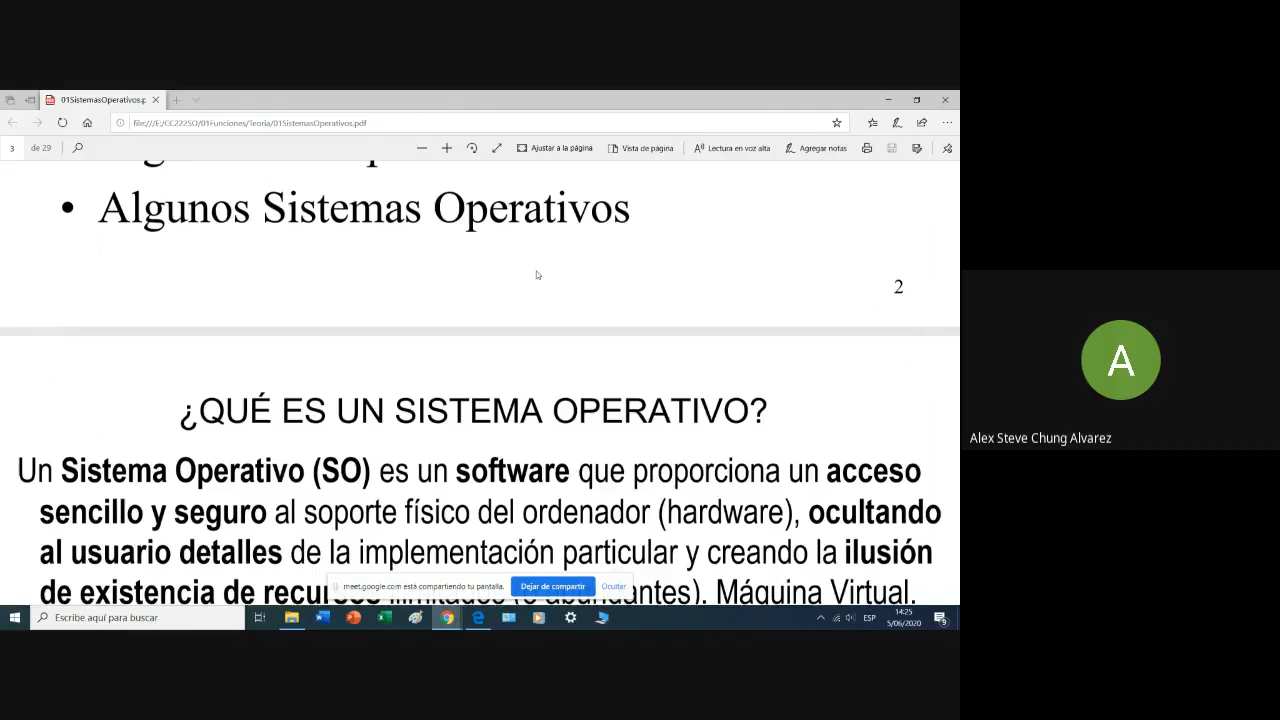 01SistemasOperativos.p
file:///E:/CC222SO/01Funciones/Teoria/01SistemasOperativos.pdf
3 de 29
Ajustar a la página
Vista de página
Lectura en voz alta
Agregar notas
• Algunos Sistemas Operativos
2
¿QUÉ ES UN SISTEMA OPERATIVO?
Un Sistema Operativo (SO) es un software que proporciona un acceso
sencillo y seguro al soporte físico del ordenador (hardware), ocultando
al usuario detalles de la implementación particular y creando la ilusión
de existencia de recursos ilimitados (o abundantes). Máquina Virtual.
meet.google.com está compartiendo tu pantalla.
Dejar de compartir
Ocultar
Escribe aquí para buscar
ESP
14:25
5/06/2020
A
Alex Steve Chung Alvarez